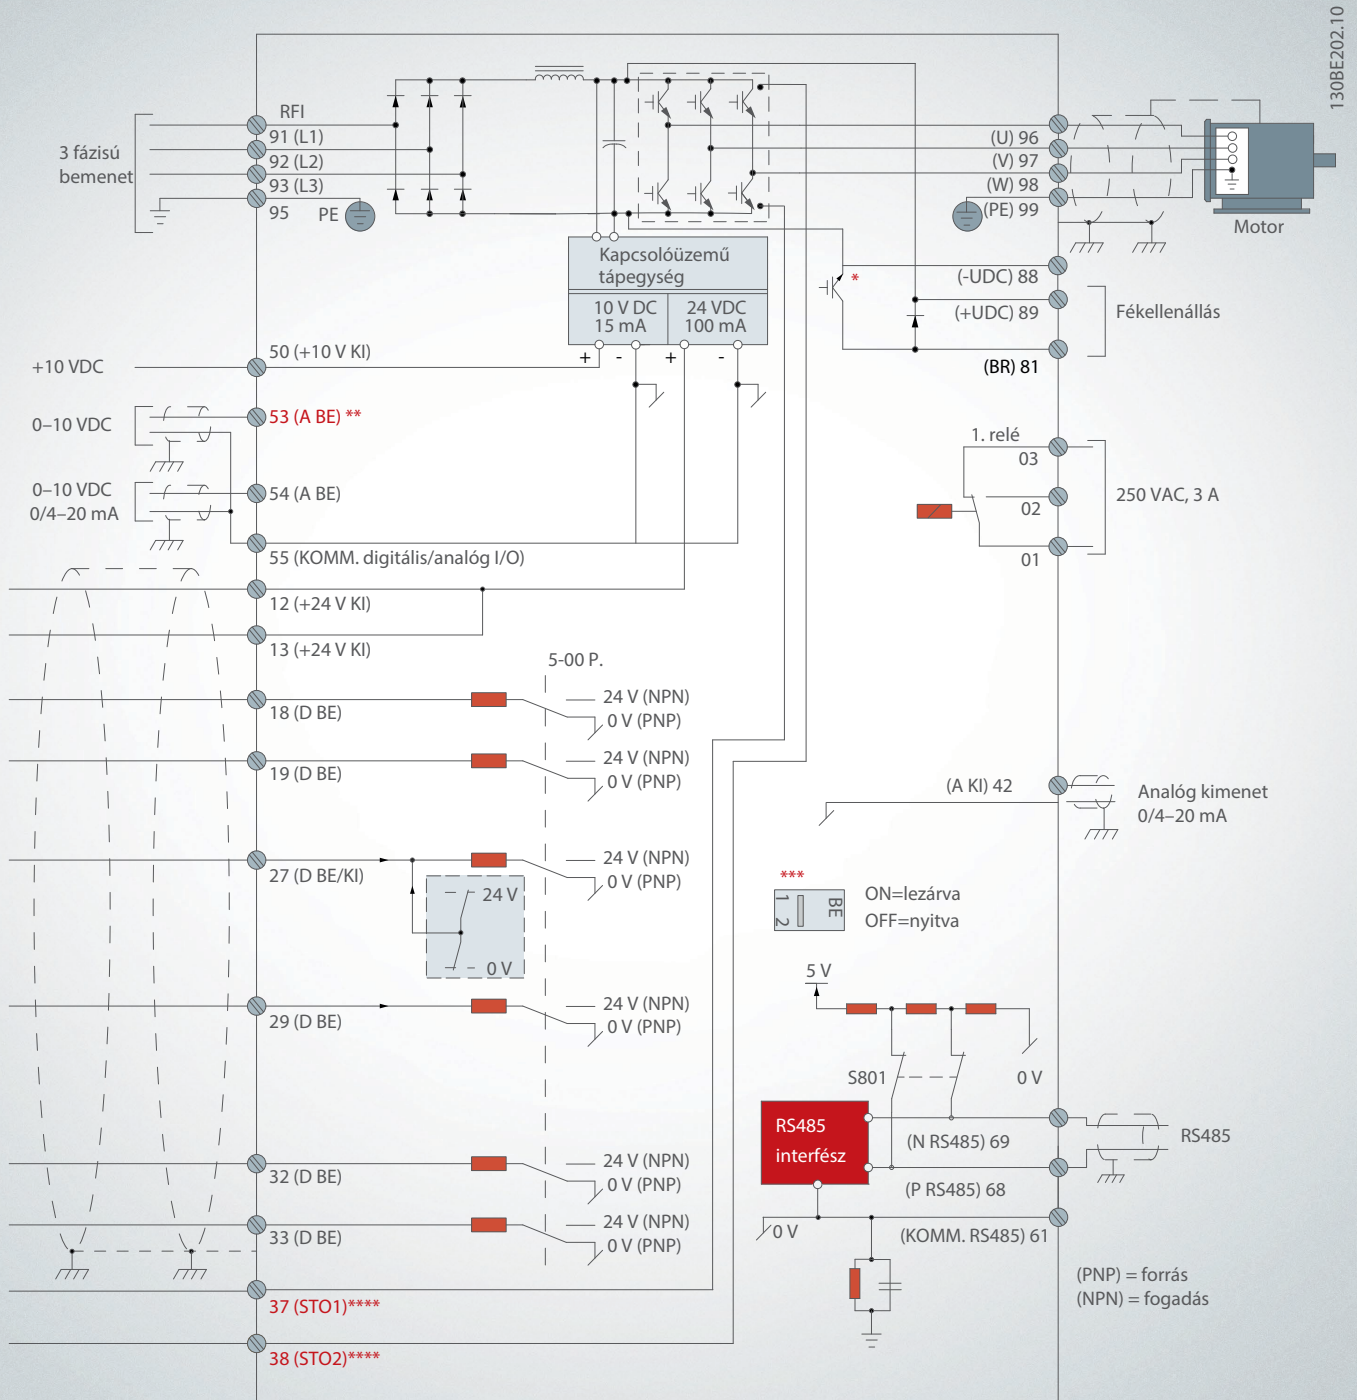 130BE202.10
3 fázisú
bemenet
RFI
91 (L1)
92 (L2)
93 (L3)
95
PE
(U) 96
(V) 97
(W) 98
(PE) 99
Motor
Kapcsolóüzemű
tápegység
10 V DC
15 mA
24 VDC
100 mA
+ - + -
*
(-UDC) 88
(+UDC) 89
(BR) 81
Fékellenállás
+10 VDC
50 (+10 V KI)
0–10 VDC
53 (A BE) **
0–10 VDC
0/4–20 mA
54 (A BE)
55 (KOMM. digitális/analóg I/O)
12 (+24 V KI)
13 (+24 V KI)
1. relé
03
02
01
250 VAC, 3 A
5-00 P.
18 (D BE)
24 V (NPN)
0 V (PNP)
19 (D BE)
24 V (NPN)
0 V (PNP)
27 (D BE/KI)
24 V (NPN)
0 V (PNP)
24 V
0 V
29 (D BE)
24 V (NPN)
0 V (PNP)
32 (D BE)
24 V (NPN)
0 V (PNP)
33 (D BE)
24 V (NPN)
0 V (PNP)
37 (STO1)****
38 (STO2)****
(A KI) 42
Analóg kimenet
0/4–20 mA
***
1 2
BE
ON=lezárva
OFF=nyitva
5 V
S801
0 V
RS485
interfész
(N RS485) 69
(P RS485) 68
RS485
0 V
(KOMM. RS485) 61
(PNP) = forrás
(NPN) = fogadás